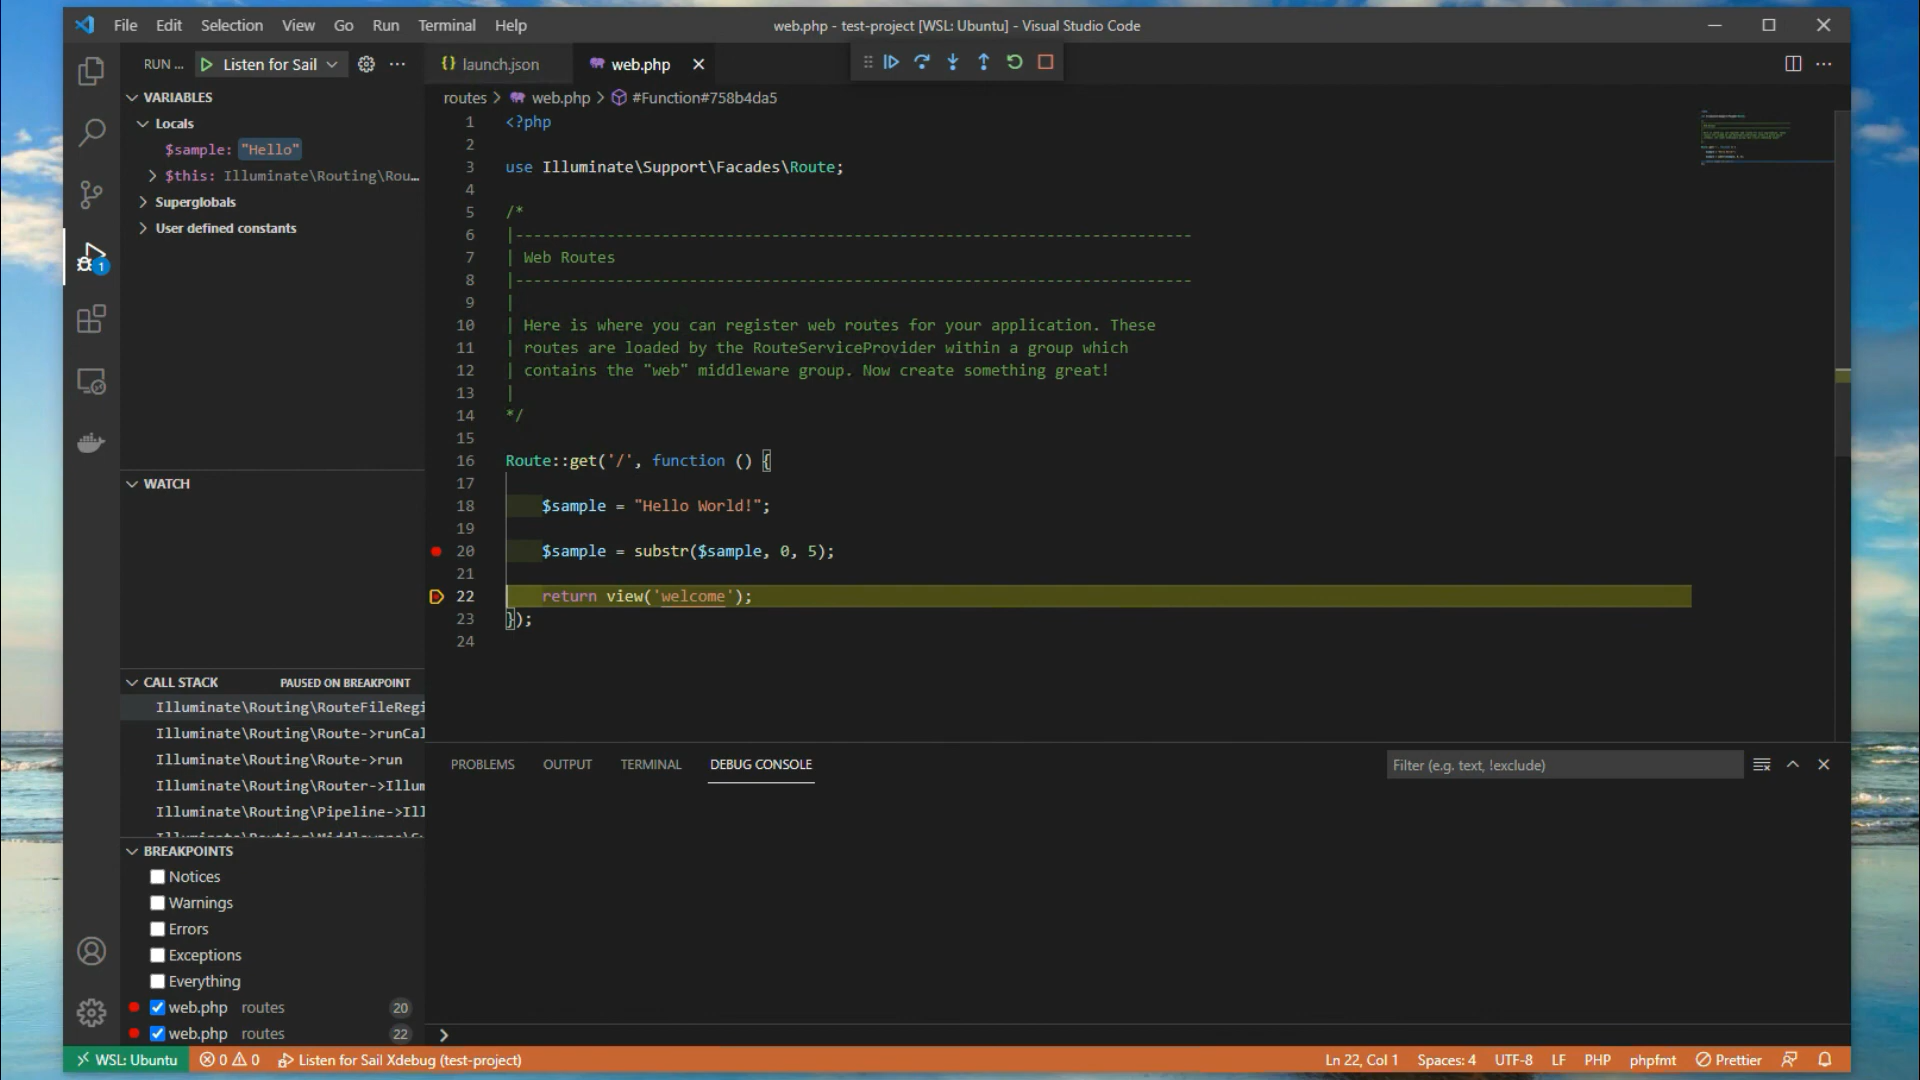 File Edit Selection View Go Run Terminal Help
web.php - test-project [WSL: Ubuntu] - Visual Studio Code
RUN ... Listen for Sail
launch.json
web.php
VARIABLES
Locals
$sample: "Hello"
$this: Illuminate\Routing\Rou...
Superglobals
User defined constants
1
WATCH
CALL STACK PAUSED ON BREAKPOINT
Illuminate\Routing\RouteFileRegi
Illuminate\Routing\Route->runCal
Illuminate\Routing\Route->run
Illuminate\Routing\Router->Illum
Illuminate\Routing\Pipeline->Ill
BREAKPOINTS
Notices
Warnings
Errors
Exceptions
Everything
web.php routes 20
web.php routes 22
routes > web.php > #Function#758b4da5
1 <?php
2
3 use Illuminate\Support\Facades\Route;
4
5 /*
6 |--------------------------------------------------------------------------
7 | Web Routes
8 |--------------------------------------------------------------------------
9 |
10 | Here is where you can register web routes for your application. These
11 | routes are loaded by the RouteServiceProvider within a group which
12 | contains the "web" middleware group. Now create something great!
13 |
14 */
15
16 Route::get('/', function () {
17
18 $sample = "Hello World!";
19
20 $sample = substr($sample, 0, 5);
21
22 return view('welcome');
23 });
24
PROBLEMS OUTPUT TERMINAL DEBUG CONSOLE
Filter (e.g. text, !exclude)
WSL: Ubuntu 0 0 Listen for Sail Xdebug (test-project)
Ln 22, Col 1 Spaces: 4 UTF-8 LF PHP phpfmt Prettier